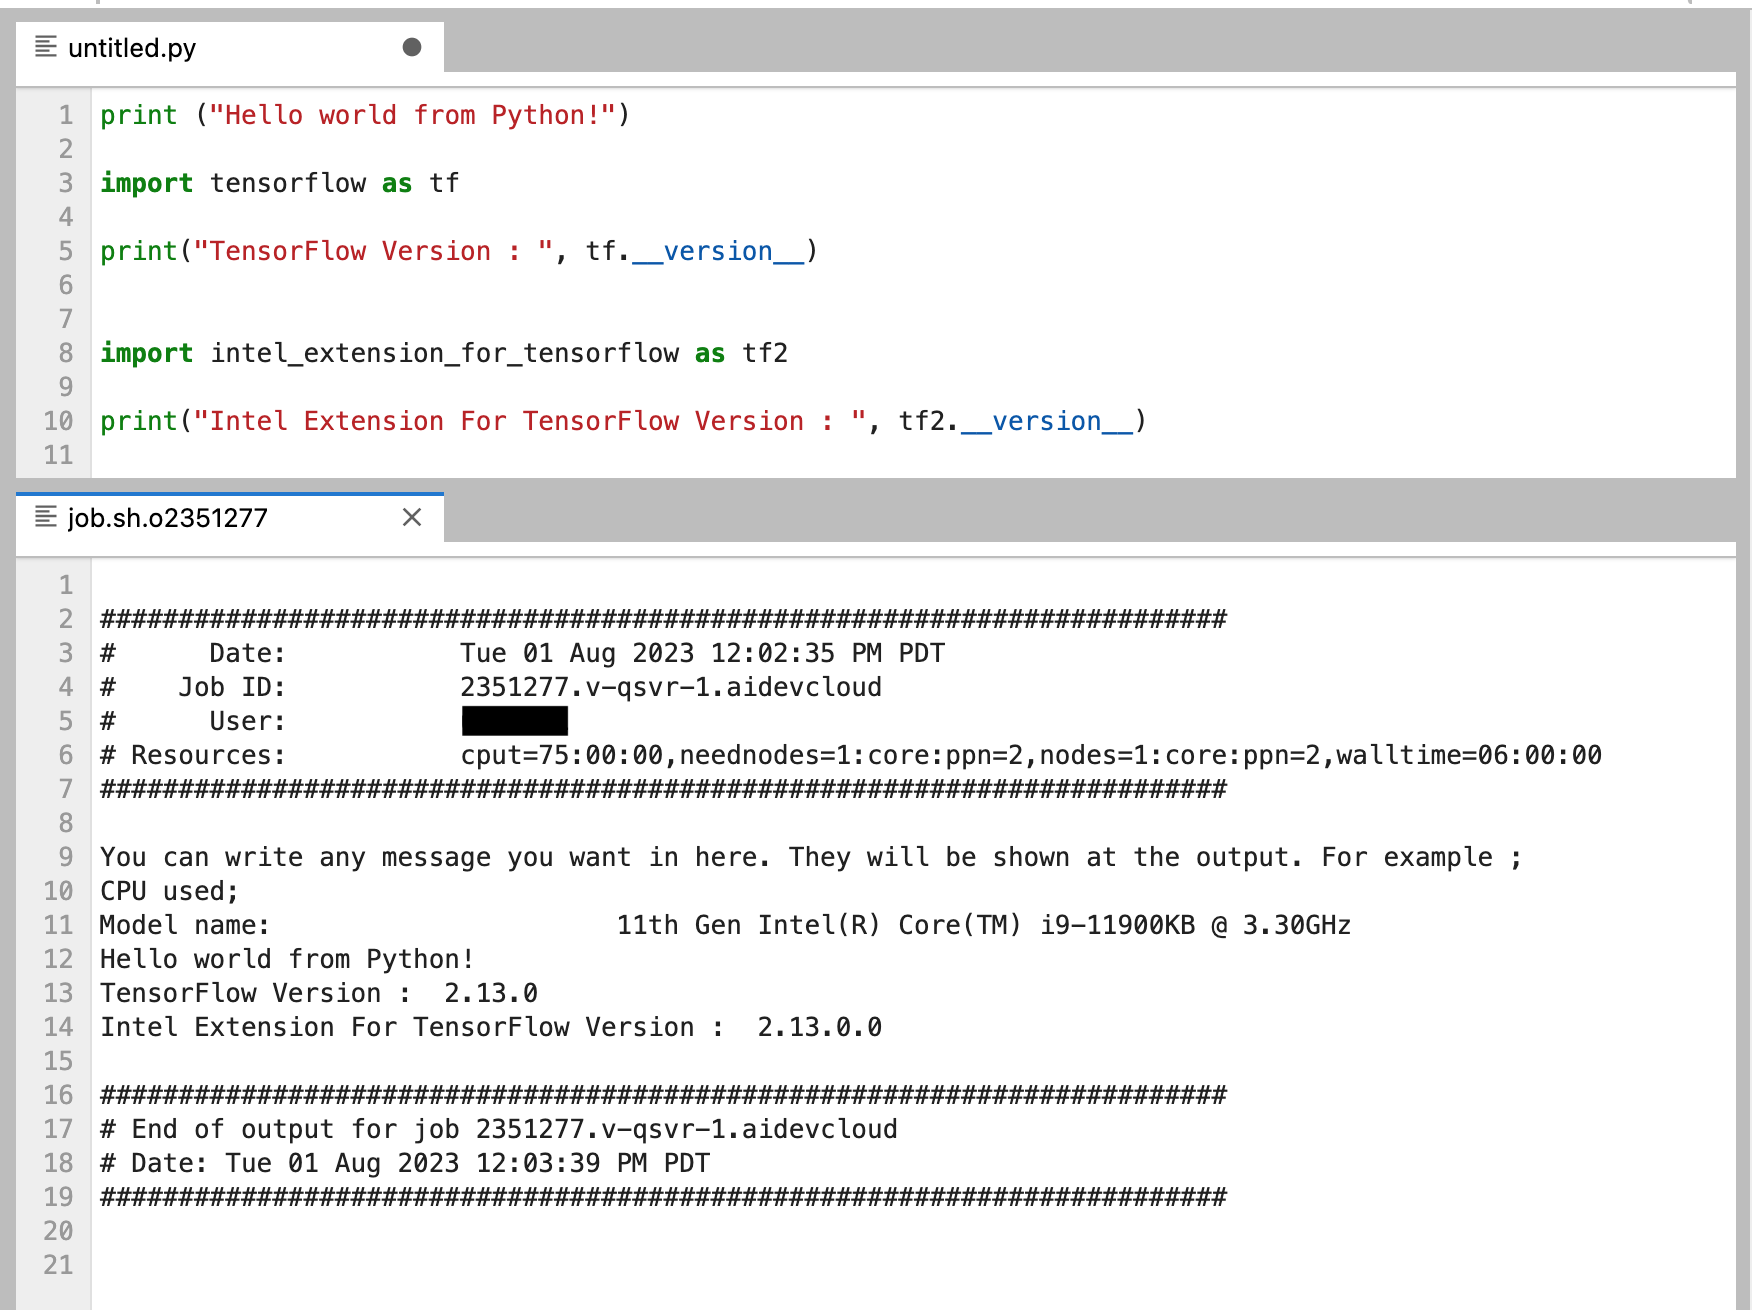 untitled.py
1 print ("Hello world from Python!")
2
3 import tensorflow as tf
4
5 print("TensorFlow Version : ", tf.__version__)
6
7
8 import intel_extension_for_tensorflow as tf2
9
10 print("Intel Extension For TensorFlow Version : ", tf2.__version__)
11
job.sh.o2351277
1
2 ########################################################################
3 #      Date:           Tue 01 Aug 2023 12:02:35 PM PDT
4 #    Job ID:           2351277.v-qsvr-1.aidevcloud
5 #      User:
6 # Resources:           cput=75:00:00,neednodes=1:core:ppn=2,nodes=1:core:ppn=2,walltime=06:00:00
7 ########################################################################
8
9 You can write any message you want in here. They will be shown at the output. For example ;
10 CPU used;
11 Model name:                      11th Gen Intel(R) Core(TM) i9-11900KB @ 3.30GHz
12 Hello world from Python!
13 TensorFlow Version :  2.13.0
14 Intel Extension For TensorFlow Version :  2.13.0.0
15
16 ########################################################################
17 # End of output for job 2351277.v-qsvr-1.aidevcloud
18 # Date: Tue 01 Aug 2023 12:03:39 PM PDT
19 ########################################################################
20
21